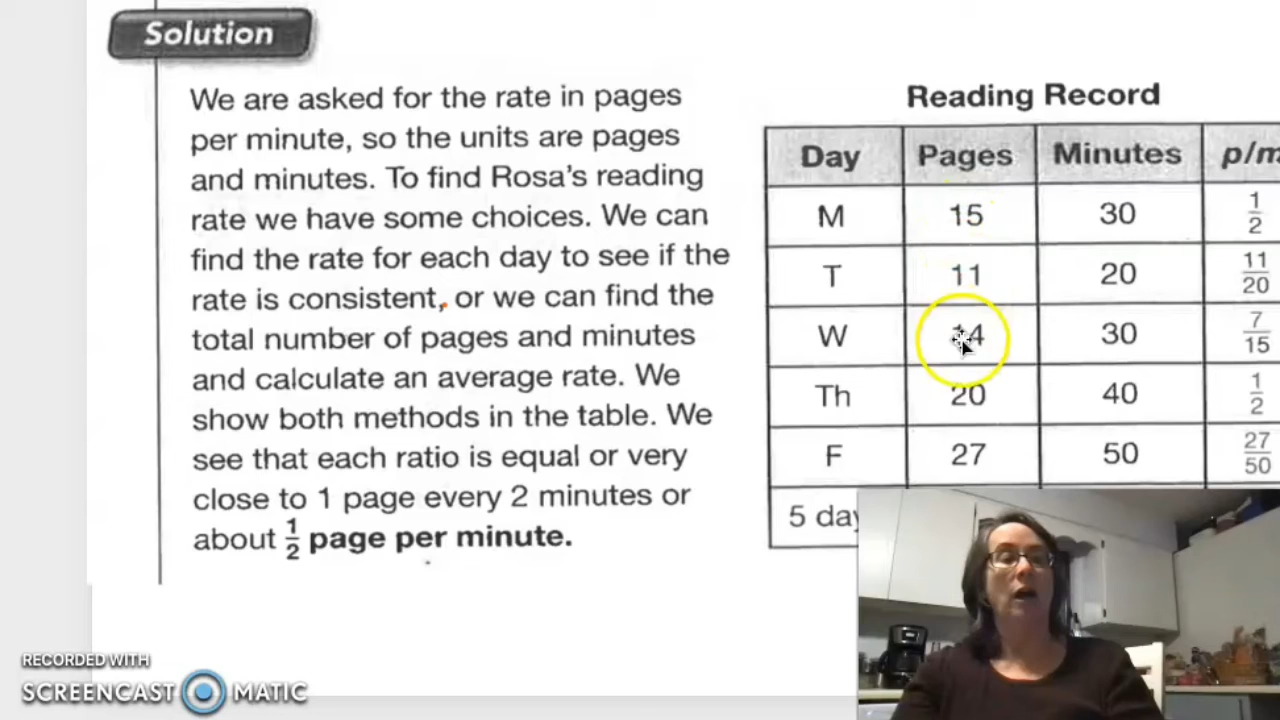 Solution
We are asked for the rate in pages
per minute, so the units are pages
and minutes. To find Rosa's reading
rate we have some choices. We can
find the rate for each day to see if the
rate is consistent, or we can find the
total number of pages and minutes
and calculate an average rate. We
show both methods in the table. We
see that each ratio is equal or very
close to 1 page every 2 minutes or
about 1/2 page per minute.
Reading Record
Day Pages Minutes p/m
M 15 30 1/2
T 11 20 11/20
W 14 30 7/15
Th 20 40 1/2
F 27 50 27/50
5 day
RECORDED WITH
SCREENCAST MATIC